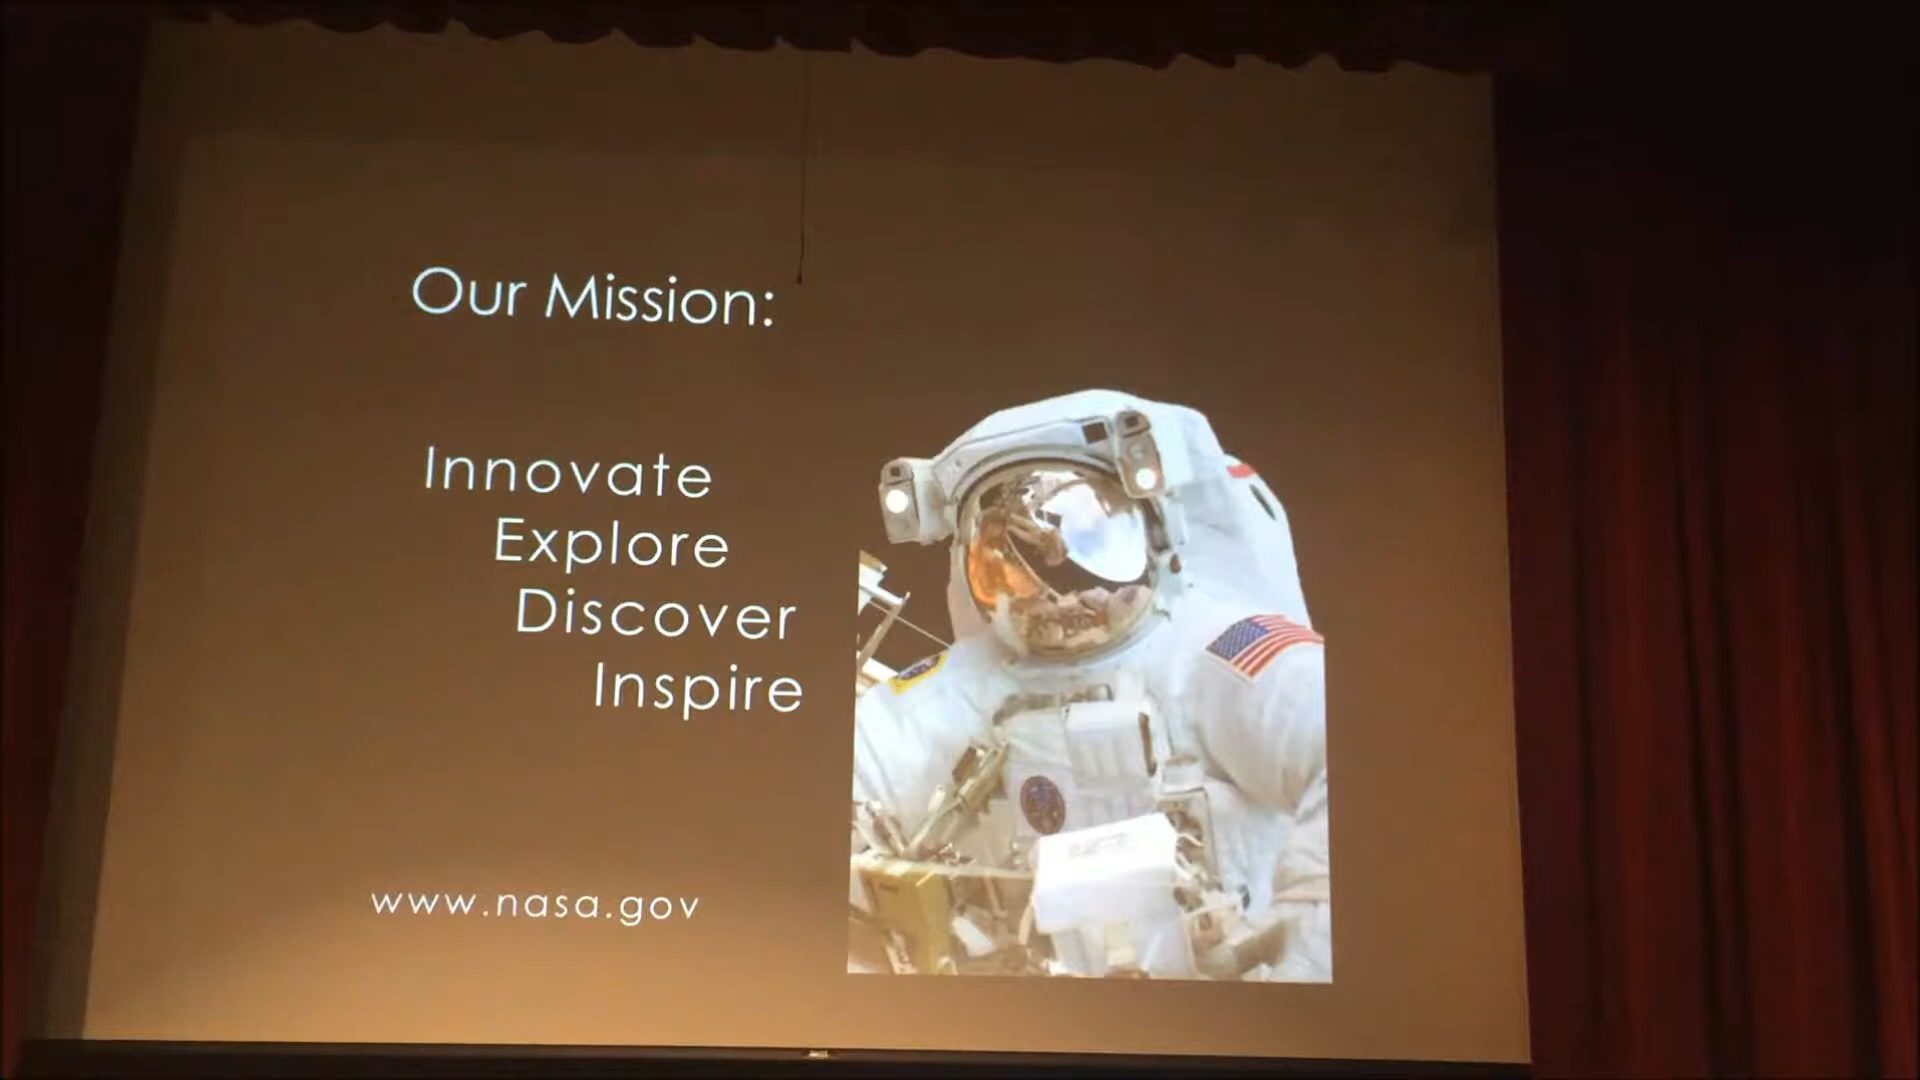 Our Mission:
Innovate
Explore
Discover
Inspire
www.nasa.gov